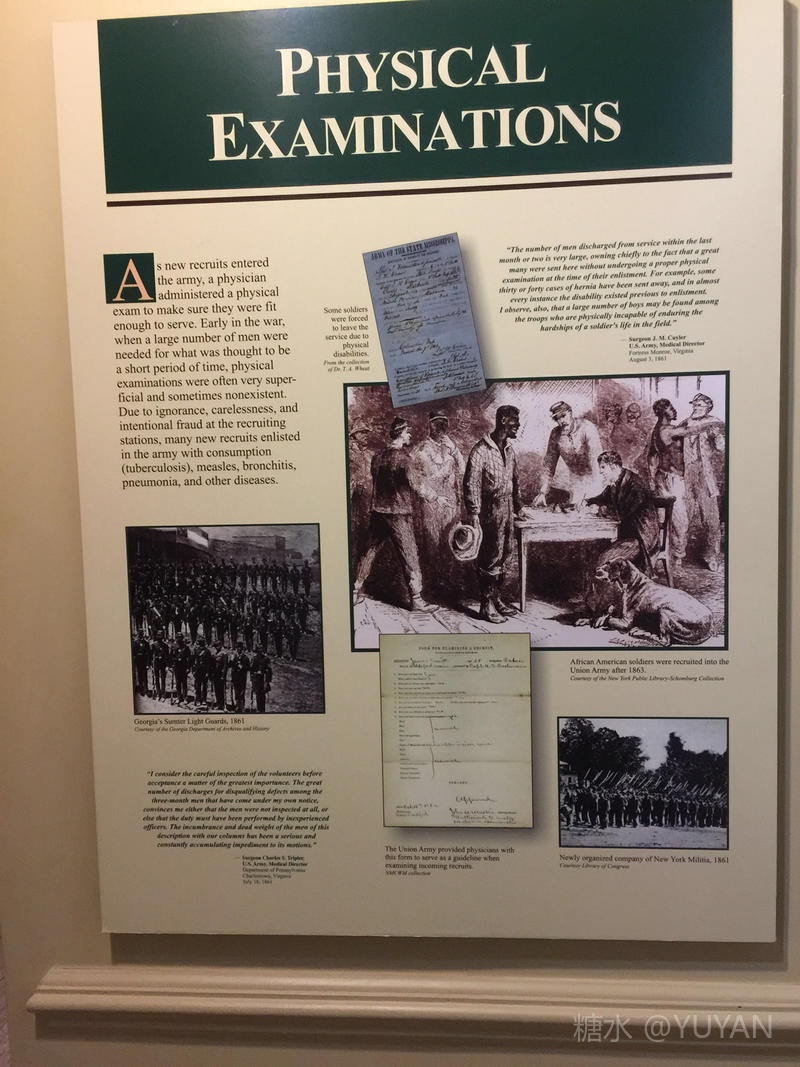 PHYSICAL
EXAMINATIONS
As new recruits entered
the army, a physician
administered a physical
exam to make sure they were fit
enough to serve. Early in the war,
when a large number of men were
needed for what was thought to be
a short period of time, physical
examinations were often very super-
ficial and sometimes nonexistent.
Due to ignorance, carelessness, and
intentional fraud at the recruiting
stations, many new recruits enlisted
in the army with consumption
(tuberculosis), measles, bronchitis,
pneumonia, and other diseases.
Some soldiers
were forced
to leave the
service due to
physical
disabilities.
From the collection
of Dr. T. A. Wheat
ARMY OF THE STATE MISSISSIPPI.
"The number of men discharged from service within the last
month or two is very large, owning chiefly to the fact that a great
many were sent here without undergoing a proper physical
examination at the time of their enlistment. For example, some
thirty or forty cases of hernia have been sent away, and in almost
every instance the disability existed previous to enlistment.
I observe, also, that a large number of boys may be found among
the troops who are physically incapable of enduring the
hardships of a soldier's life in the field."
— Surgeon J. M. Cuyler
U.S. Army, Medical Director
Fortress Monroe, Virginia
August 3, 1861
African American soldiers were recruited into the
Union Army after 1863.
Courtesy of the New York Public Library-Schomburg Collection
Georgia's Sumter Light Guards, 1861
Courtesy of the Georgia Department of Archives and History
"I consider the careful inspection of the volunteers before
acceptance a matter of the greatest importance. The great
number of discharges for disqualifying defects among the
three-month men that have come under my own notice,
convinces me either that the men were not inspected at all, or
else that the duty must have been performed by inexperienced
officers. The incumbrance and dead weight of the men of this
description with our columns has been a serious and
constantly accumulating impediment to its motions."
— Surgeon Charles S. Tripler,
U.S. Army, Medical Director
Department of Pennsylvania
Charlestown, Virginia
July 18, 1861
FORM FOR EXAMINING A RECRUIT.
REMARKS
The Union Army provided physicians with
this form to serve as a guideline when
examining incoming recruits.
NMCWM collection
Newly organized company of New York Militia, 1861
Courtesy Library of Congress
糖水 @YUYAN